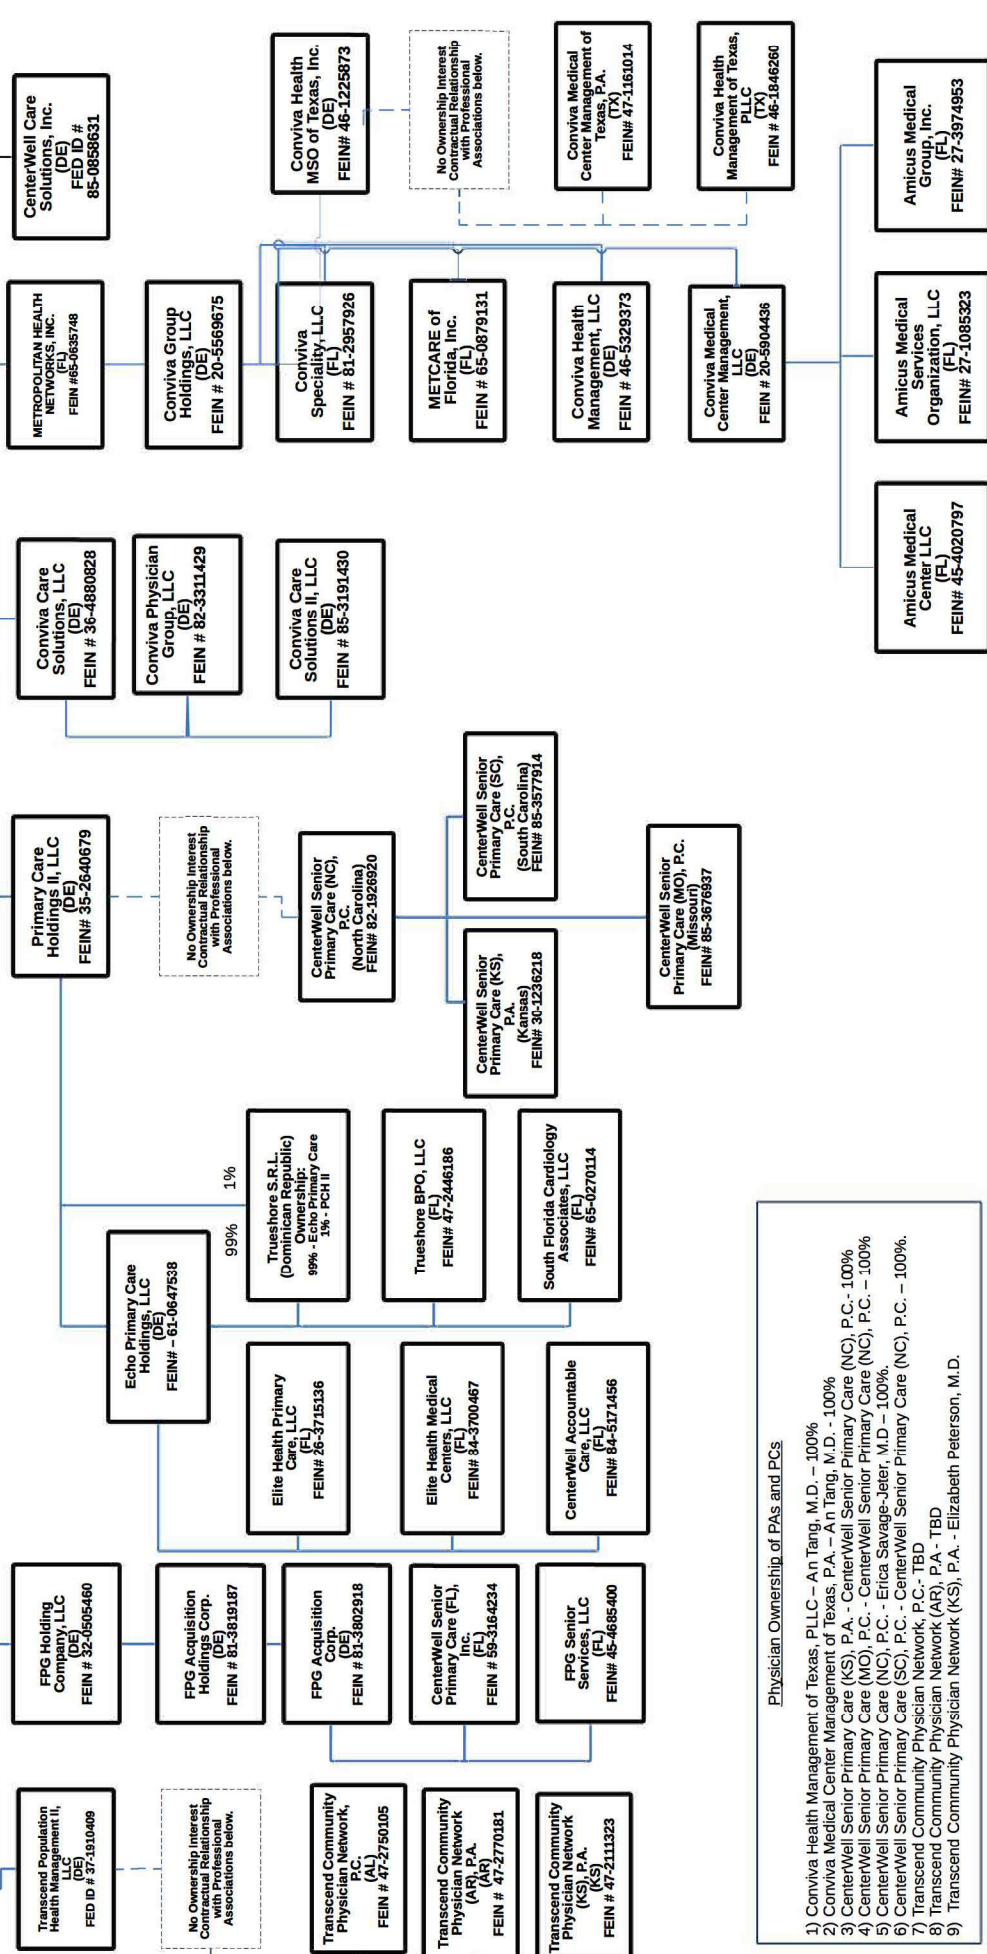 Transcend Population
Health Management II,
LLC
(DE)
FED ID # 37-1910409
No Ownership Interest
Contractual Relationship
with Professional
Associations below.
Transcend Community
Physician Network,
P.C.
(AL)
FEIN # 47-2750105
Transcend Community
Physician Network
(AR), P.A.
(AR)
FEIN # 47-2770181
Transcend Community
Physician Network
(KS), P.A.
(KS)
FEIN # 47-2111323
FPG Holding
Company, LLC
(DE)
FEIN # 32-0505460
FPG Acquisition
Holdings Corp.
(DE)
FEIN # 81-3819187
FPG Acquisition
Corp.
(DE)
FEIN # 81-3802918
CenterWell Senior
Primary Care (FL),
Inc.
(FL)
FEIN # 59-3164234
FPG Senior
Services, LLC
(FL)
FEIN# 45-4685400
Echo Primary Care
Holdings, LLC
(DE)
FEIN# – 61-0647538
99%
1%
Elite Health Primary
Care, LLC
(FL)
FEIN# 26-3715136
Elite Health Medical
Centers, LLC
(FL)
FEIN# 84-3700467
CenterWell Accountable
Care, LLC
(FL)
FEIN# 84-5171456
Trueshore S.R.L.
(Dominican Republic)
Ownership:
99% - Echo Primary Care
1% - PCH II
Trueshore BPO, LLC
(FL)
FEIN# 47-2446186
South Florida Cardiology
Associates, LLC
(FL)
FEIN# 65-0270114
Primary Care
Holdings II, LLC
(DE)
FEIN# 35-2640679
No Ownership Interest
Contractual Relationship
with Professional
Associations below.
CenterWell Senior
Primary Care (NC),
P.C.
(North Carolina)
FEIN# 82-1926920
CenterWell Senior
Primary Care (KS),
P.A.
(Kansas)
FEIN# 30-1236218
CenterWell Senior
Primary Care (SC),
P.C.
(South Carolina)
FEIN# 85-3577914
CenterWell Senior
Primary Care (MO), P.C.
(Missouri)
FEIN# 85-3676937
Conviva Care
Solutions, LLC
(DE)
FEIN # 36-4880828
Conviva Physician
Group, LLC
(DE)
FEIN # 82-3311429
Conviva Care
Solutions II, LLC
(DE)
FEIN # 85-3191430
METROPOLITAN HEALTH
NETWORKS, INC.
(FL)
FEIN #65-0635748
Conviva Group
Holdings, LLC
(DE)
FEIN # 20-5569675
Conviva
Speciality, LLC
(FL)
FEIN # 81-2957926
METCARE of
Florida, Inc.
(FL)
FEIN # 65-0879131
Conviva Health
Management, LLC
(DE)
FEIN # 46-5329373
Conviva Medical
Center Management,
LLC
(DE)
FEIN # 20-5904436
CenterWell Care
Solutions, Inc.
(DE)
FED ID #
85-0858631
Conviva Health
MSO of Texas, Inc.
(DE)
FEIN# 46-1225873
No Ownership Interest
Contractual Relationship
with Professional
Associations below.
Conviva Medical
Center Management of
Texas, P.A.
(TX)
FEIN# 47-1161014
Conviva Health
Management of Texas,
PLLC
(TX)
FEIN # 46-1846260
Amicus Medical
Center LLC
(FL)
FEIN# 45-4020797
Amicus Medical
Services
Organization, LLC
(FL)
FEIN# 27-1085323
Amicus Medical
Group, Inc.
(FL)
FEIN# 27-3974953
Physician Ownership of PAs and PCs
1) Conviva Health Management of Texas, PLLC – An Tang, M.D. – 100%
2) Conviva Medical Center Management of Texas, P.A. – An Tang, M.D. - 100%
3) CenterWell Senior Primary Care (KS), P.A. - CenterWell Senior Primary Care (NC), P.C.- 100%
4) CenterWell Senior Primary Care (MO), P.C. - CenterWell Senior Primary Care (NC), P.C. – 100%
5) CenterWell Senior Primary Care (NC), P.C. - Erica Savage-Jeter, M.D – 100%.
6) CenterWell Senior Primary Care (SC), P.C. - CenterWell Senior Primary Care (NC), P.C. – 100%.
7) Transcend Community Physician Network, P.C.- TBD
8) Transcend Community Physician Network (AR), P.A - TBD
9) Transcend Community Physician Network (KS), P.A. - Elizabeth Peterson, M.D.